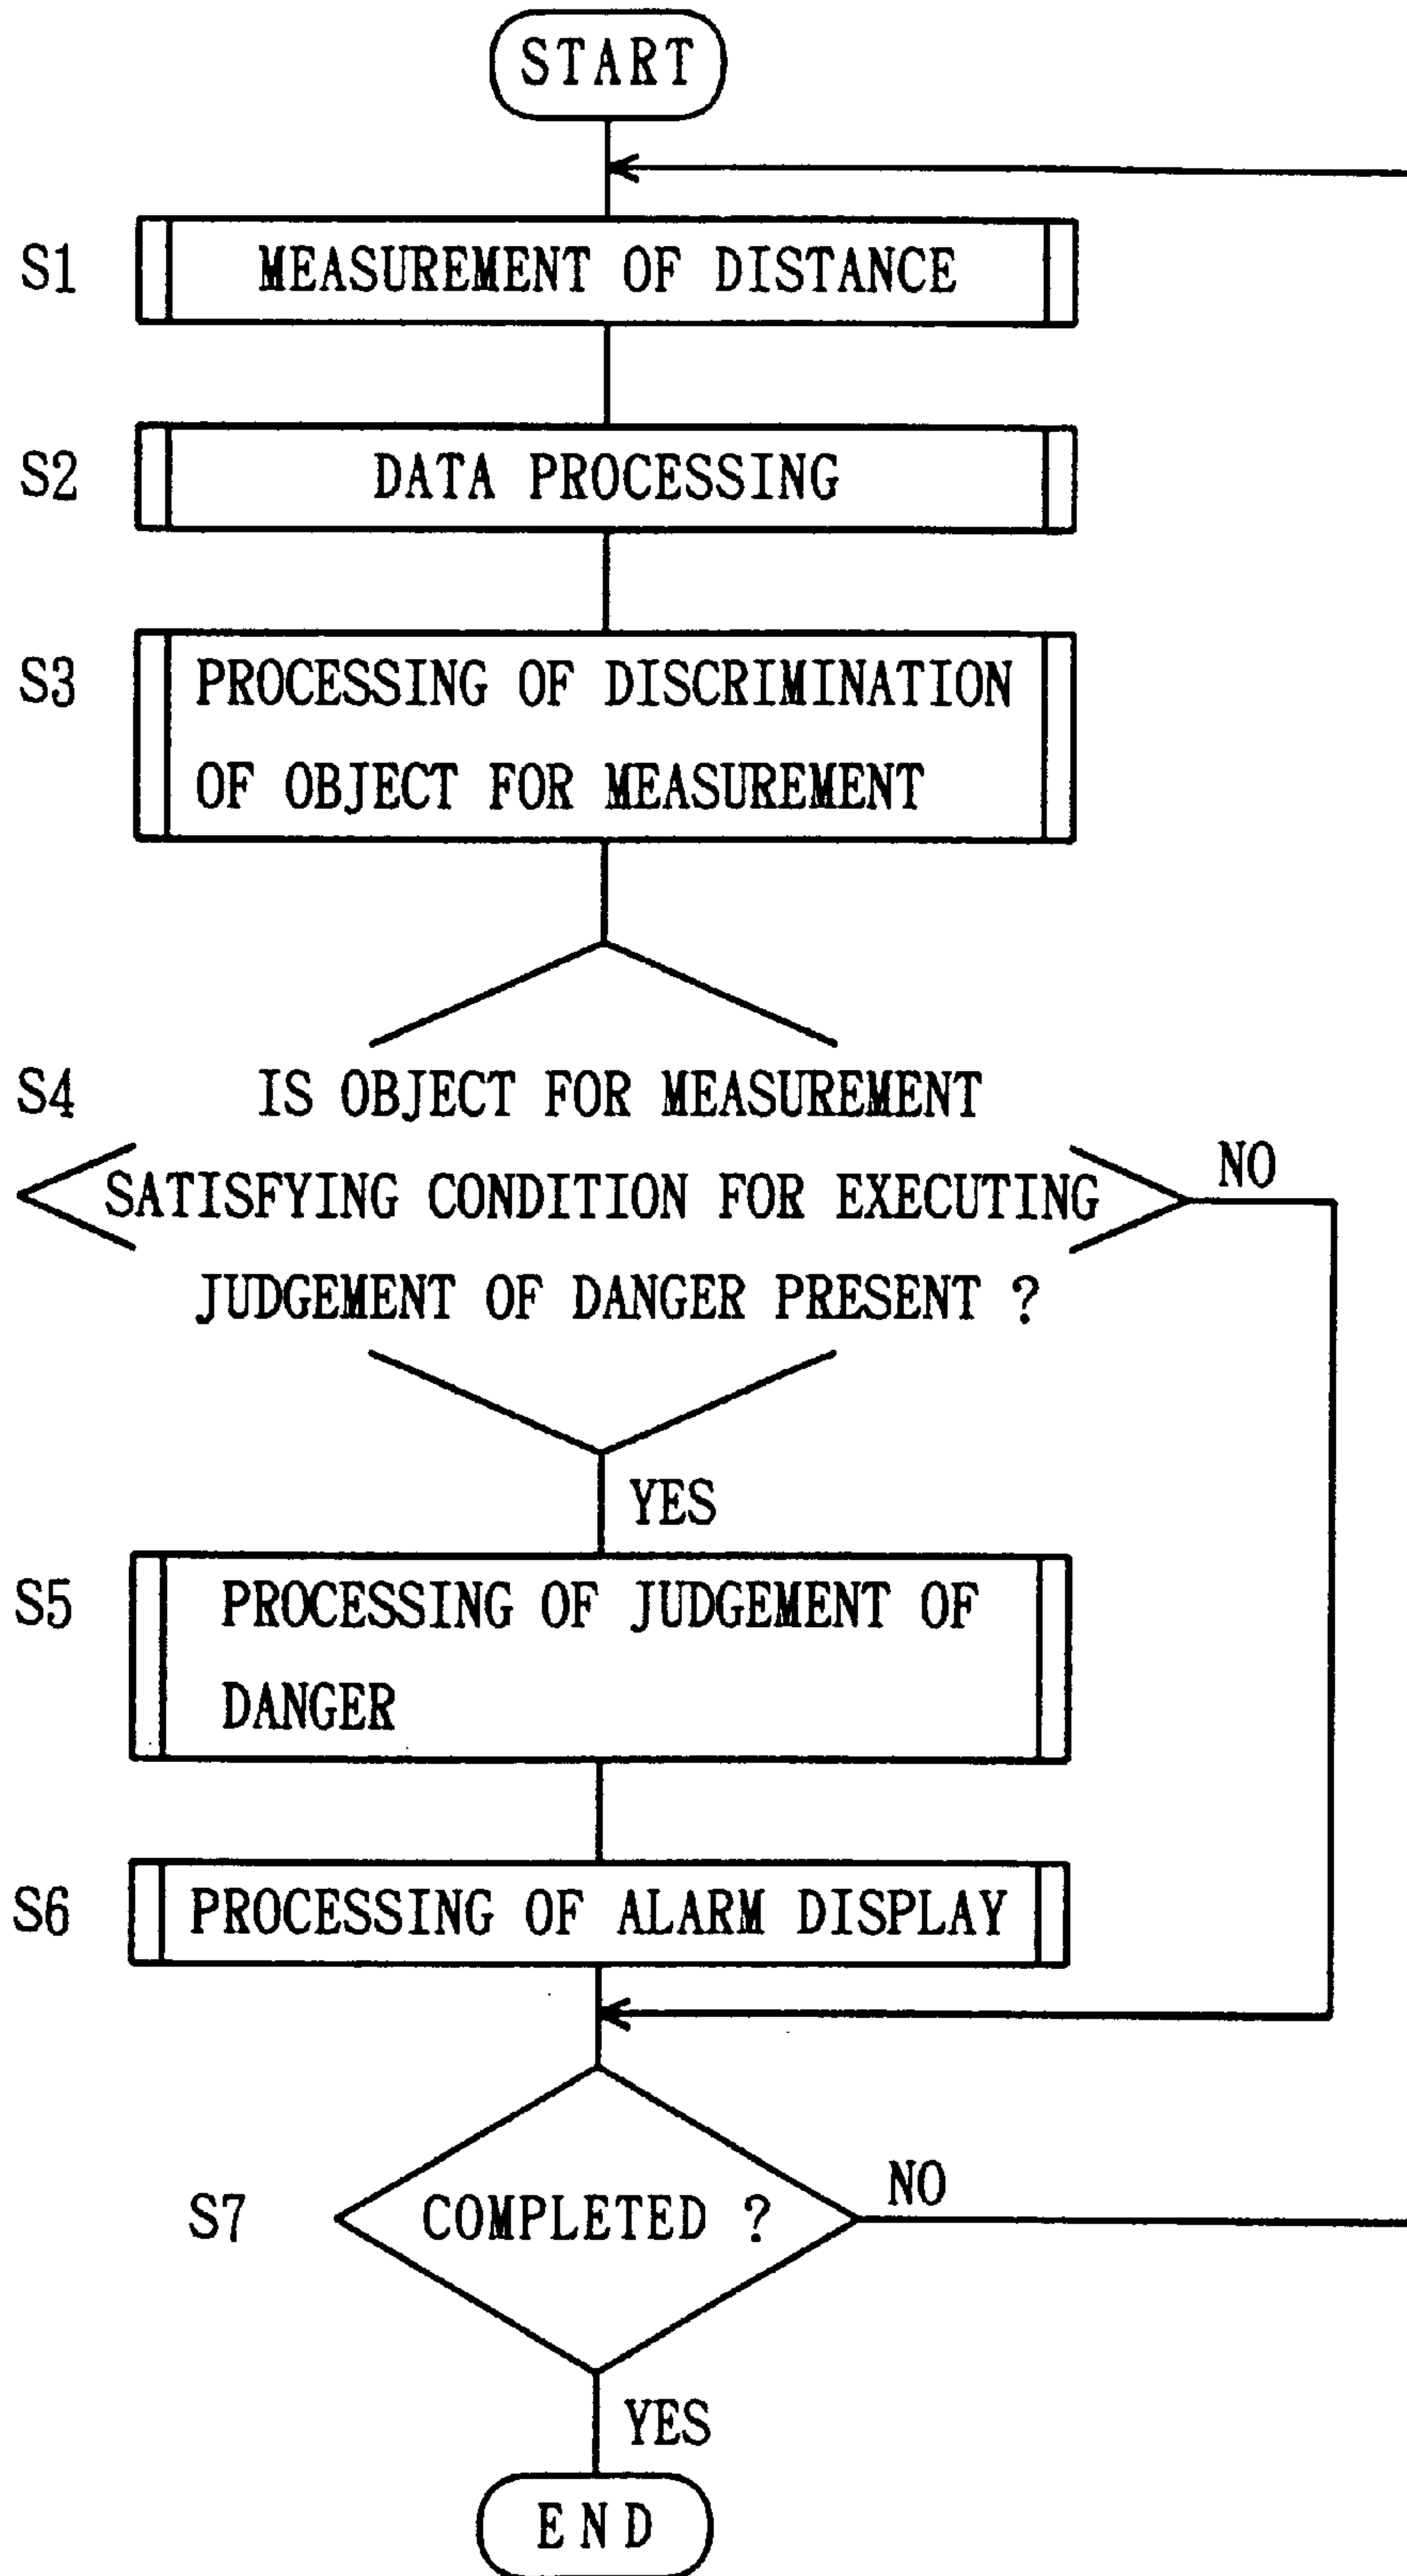 START
S1 MEASUREMENT OF DISTANCE
S2 DATA PROCESSING
S3 PROCESSING OF DISCRIMINATION
OF OBJECT FOR MEASUREMENT
S4 IS OBJECT FOR MEASUREMENT
SATISFYING CONDITION FOR EXECUTING NO
JUDGEMENT OF DANGER PRESENT ?
YES
S5 PROCESSING OF JUDGEMENT OF
DANGER
S6 PROCESSING OF ALARM DISPLAY
S7 COMPLETED ? NO
YES
END